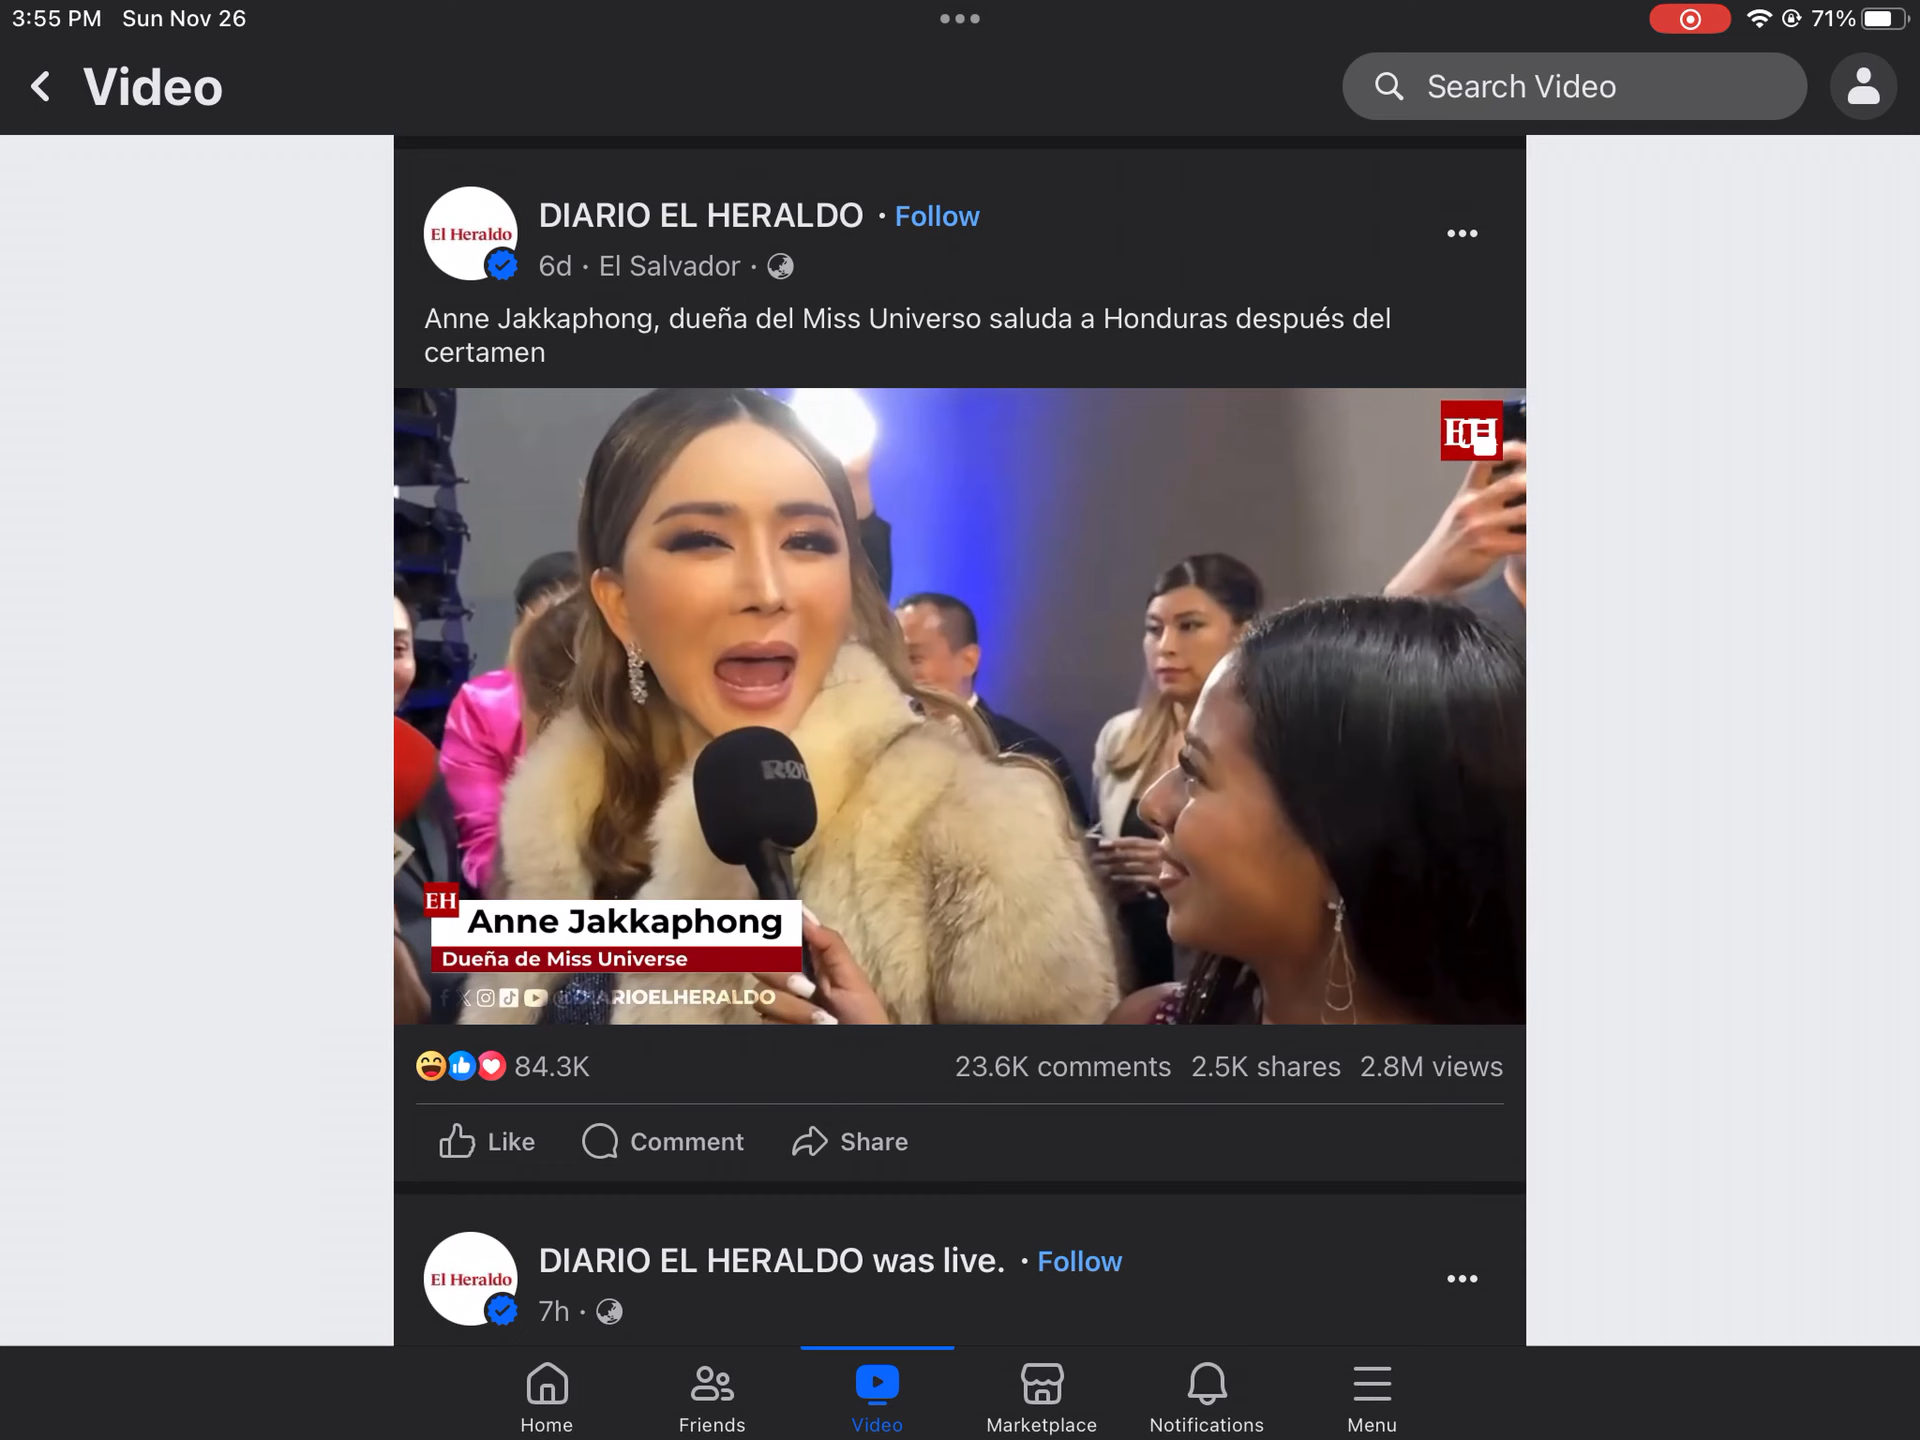 3:55 PM Sun Nov 26
71%
Video
Search Video
El Heraldo
DIARIO EL HERALDO · Follow
6d · El Salvador ·
Anne Jakkaphong, dueña del Miss Universo saluda a Honduras después del
certamen
EH
EH
Anne Jakkaphong
Dueña de Miss Universe
84.3K
23.6K comments 2.5K shares 2.8M views
Like
Comment
Share
El Heraldo
DIARIO EL HERALDO was live. · Follow
7h ·
Home
Friends
Video
Marketplace
Notifications
Menu